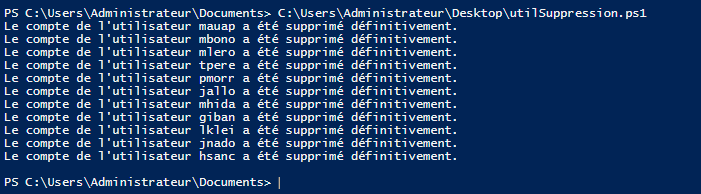 PS C:\Users\Administrateur\Documents> C:\Users\Administrateur\Desktop\utilSuppression.ps1
Le compte de l'utilisateur mauap a été supprimé définitivement.
Le compte de l'utilisateur mbono a été supprimé définitivement.
Le compte de l'utilisateur mlero a été supprimé définitivement.
Le compte de l'utilisateur tpere a été supprimé définitivement.
Le compte de l'utilisateur pmorr a été supprimé définitivement.
Le compte de l'utilisateur jallo a été supprimé définitivement.
Le compte de l'utilisateur mhida a été supprimé définitivement.
Le compte de l'utilisateur giban a été supprimé définitivement.
Le compte de l'utilisateur lklei a été supprimé définitivement.
Le compte de l'utilisateur jnado a été supprimé définitivement.
Le compte de l'utilisateur hsanc a été supprimé définitivement.
PS C:\Users\Administrateur\Documents>